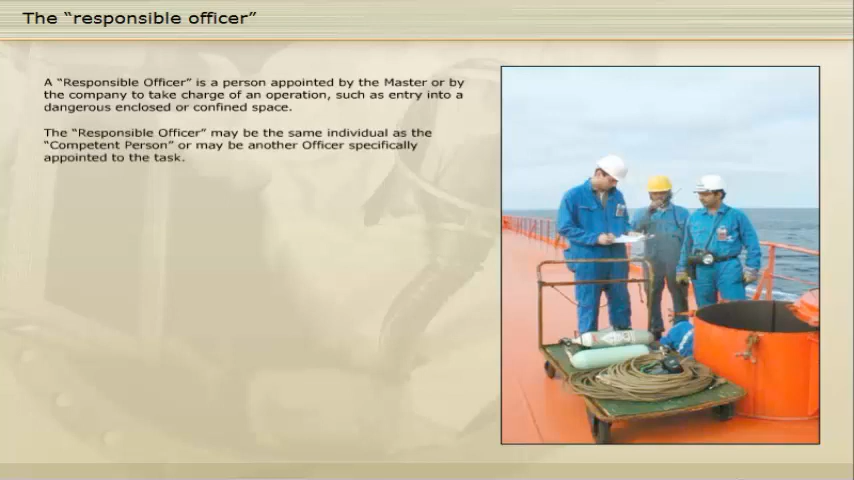 The “responsible officer”
A “Responsible Officer” is a person appointed by the Master or by
the company to take charge of an operation, such as entry into a
dangerous enclosed or confined space.
The “Responsible Officer” may be the same individual as the
“Competent Person” or may be another Officer specifically
appointed to the task.